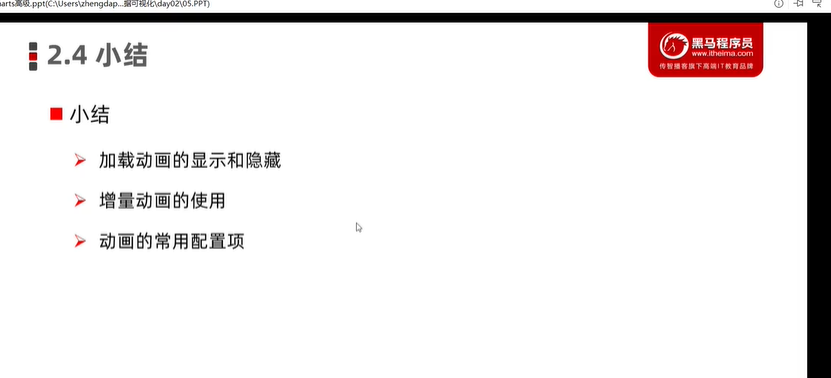 arts高级.ppt(C:\Users\zhengdap...据可视化\day02\05.PPT)
2.4 小结
黑马程序员
www.itheima.com
传智播客旗下高端IT教育品牌
小结
加载动画的显示和隐藏
增量动画的使用
动画的常用配置项